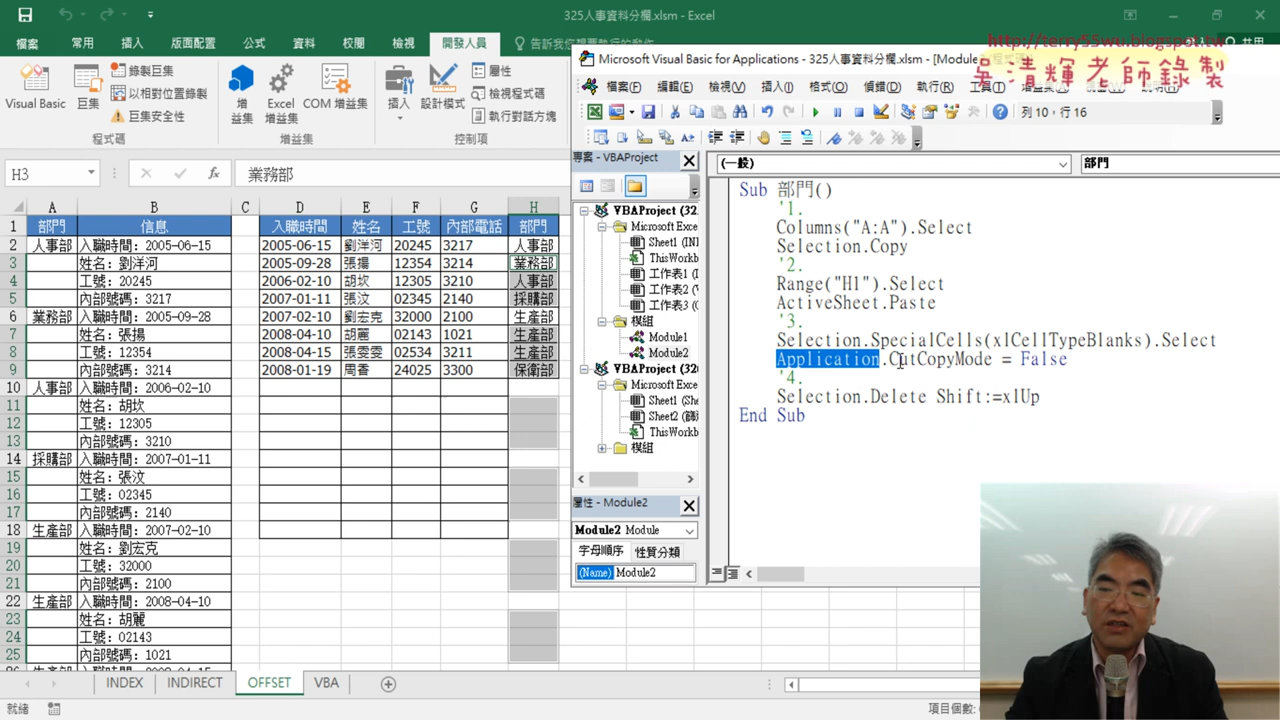 325人事資料分欄.xlsm - Excel
檔案 常用 插入 版面配置 公式 資料 校閱 檢視 開發人員
http://terry55wu.blogspot.tw
吳清輝老師錄製
Visual Basic 巨集 錄製巨集 以相對位置錄製 巨集安全性 程式碼
增益集 Excel 增益集 COM 增益集 增益集
插入 設計模式 屬性 檢視程式碼 執行對話方塊 控制項
H3 fx 業務部
A B C D E F G H
1 部門 信息 入職時間 姓名 工號 內部電話 部門
2 人事部 入職時間：2005-06-15 2005-06-15 劉洋河 20245 3217 人事部
3 姓名：劉洋河 2005-09-28 張揚 12354 3214 業務部
4 工號：20245 2006-02-10 胡坎 12305 3210 人事部
5 內部號碼：3217 2007-01-11 張汶 02345 2140 採購部
6 業務部 入職時間：2005-09-28 2007-02-10 劉宏克 32000 2100 生產部
7 姓名：張揚 2008-04-10 胡麗 02143 1021 生產部
8 工號：12354 2008-04-15 張雯雯 02534 3211 生產部
9 內部號碼：3214 2008-01-19 周香 24025 3300 保衛部
10 人事部 入職時間：2006-02-10
11 姓名：胡坎
12 工號：12305
13 內部號碼：3210
14 採購部 入職時間：2007-01-11
15 姓名：張汶
16 工號：02345
17 內部號碼：2140
18 生產部 入職時間：2007-02-10
19 姓名：劉宏克
20 工號：32000
21 內部號碼：2100
22 生產部 入職時間：2008-04-10
23 姓名：胡麗
24 工號：02143
25 內部號碼：1021
INDEX INDIRECT OFFSET VBA
就緒
項目個數：
Microsoft Visual Basic for Applications - 325人事資料分欄.xlsm - [Module
檔案(F) 編輯(E) 檢視(V) 插入(I) 格式(O) 偵錯(D) 執行(R) 工具(T)
列 10，行 16
專案 - VBAProject
VBAProject (32
Microsoft Exce
Sheet1 (IN
ThisWorkb
工作表1 (I
工作表2 (V
工作表3 (O
模組
Module1
Module2
VBAProject (3
Microsoft Exce
Sheet1 (She
Sheet2 (篩
ThisWorkb
模組
屬性 - Module2
Module2 Module
字母順序 性質分類
(Name) Module2
(一般) 部門
Sub 部門()
'1.
Columns("A:A").Select
Selection.Copy
'2.
Range("H1").Select
ActiveSheet.Paste
'3.
Selection.SpecialCells(xlCellTypeBlanks).Select
Application.CutCopyMode = False
'4.
Selection.Delete Shift:=xlUp
End Sub